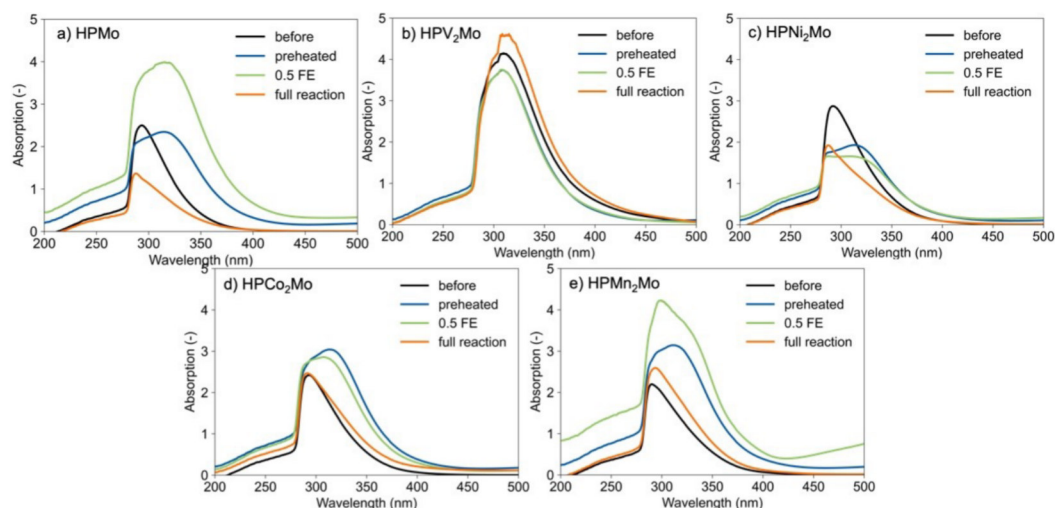 a) HPMo
before
preheated
0.5 FE
full reaction
Absorption (-)
5
4
3
2
1
0
200 250 300 350 400 450 500
Wavelength (nm)
b) HPV₂Mo
before
preheated
0.5 FE
full reaction
Absorption (-)
5
4
3
2
1
0
200 250 300 350 400 450 500
Wavelength (nm)
c) HPNi₂Mo
before
preheated
0.5 FE
full reaction
Absorption (-)
5
4
3
2
1
0
200 250 300 350 400 450 500
Wavelength (nm)
d) HPCo₂Mo
before
preheated
0.5 FE
full reaction
Absorption (-)
5
4
3
2
1
0
200 250 300 350 400 450 500
Wavelength (nm)
e) HPMn₂Mo
before
preheated
0.5 FE
full reaction
Absorption (-)
5
4
3
2
1
0
200 250 300 350 400 450 500
Wavelength (nm)